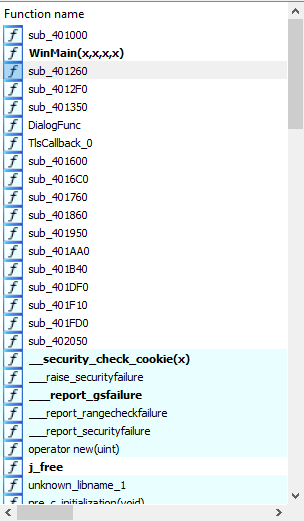 Function name
f sub_401000
f WinMain(x,x,x,x)
f sub_401260
f sub_4012F0
f sub_401350
f DialogFunc
f TlsCallback_0
f sub_401600
f sub_4016C0
f sub_401760
f sub_401860
f sub_401950
f sub_401AA0
f sub_401B40
f sub_401DF0
f sub_401F10
f sub_401FD0
f sub_402050
f __security_check_cookie(x)
f ___raise_securityfailure
f ___report_gsfailure
f ___report_rangecheckfailure
f ___report_securityfailure
f operator new(uint)
f j_free
f unknown_libname_1
f pre_c_initialization(void)